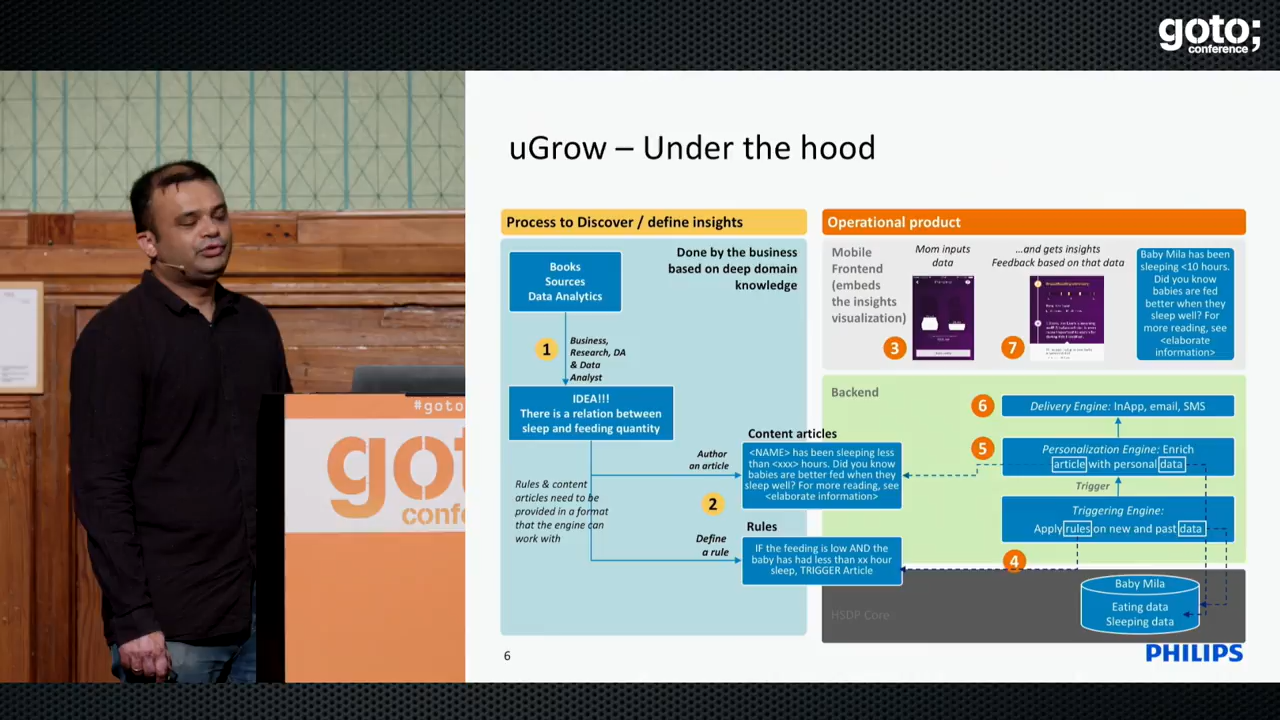 goto;
conference
uGrow – Under the hood
Process to Discover / define insights
Operational product
Books
Sources
Data Analytics
Done by the business
based on deep domain
knowledge
1
Business,
Research, DA
& Data
Analyst
IDEA!!!
There is a relation between
sleep and feeding quantity
Author
an article
Rules & content
articles need to be
provided in a format
that the engine can
work with
2
Define
a rule
Content articles
<NAME> has been sleeping less
than <xxx> hours. Did you know
babies are better fed when they
sleep well? For more reading, see
<elaborate information>
Rules
IF the feeding is low AND the
baby has had less than xx hour
sleep, TRIGGER Article
Mobile
Frontend
(embeds
the insights
visualization)
Mom inputs
data
3
...and gets insights
Feedback based on that data
7
Baby Mila has been
sleeping <10 hours.
Did you know
babies are fed
better when they
sleep well? For
more reading, see
<elaborate
information>
Backend
6
Delivery Engine: InApp, email, SMS
5
Personalization Engine: Enrich
article with personal data
Trigger
Triggering Engine:
Apply rules on new and past data
4
HSDP Core
Baby Mila
Eating data
Sleeping data
6
PHILIPS
#goto
got
confe